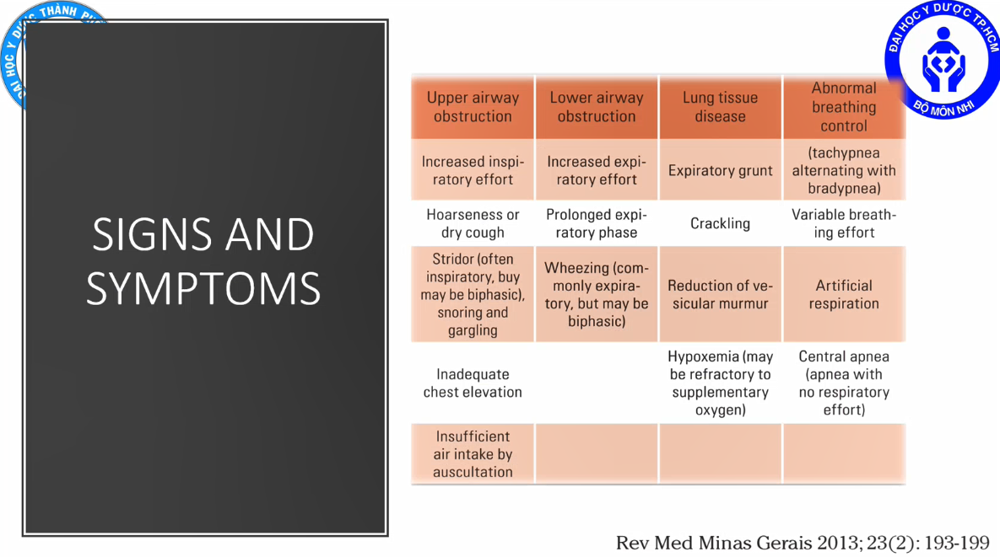 HỌC Y DƯỢC THÀNH
ĐẠI HỌC Y DƯỢC TP.HCM
BỘ MÔN NHI
SIGNS AND
SYMPTOMS
Upper airway
obstruction
Lower airway
obstruction
Lung tissue
disease
Abnormal
breathing
control
Increased inspi-
ratory effort
Increased expi-
ratory effort
Expiratory grunt
(tachypnea
alternating with
bradypnea)
Hoarseness or
dry cough
Prolonged expi-
ratory phase
Crackling
Variable breath-
ing effort
Stridor (often
inspiratory, buy
may be biphasic),
snoring and
gargling
Wheezing (com-
monly expira-
tory, but may be
biphasic)
Reduction of ve-
sicular murmur
Artificial
respiration
Inadequate
chest elevation
Hypoxemia (may
be refractory to
supplementary
oxygen)
Central apnea
(apnea with
no respiratory
effort)
Insufficient
air intake by
auscultation
Rev Med Minas Gerais 2013; 23(2): 193-199